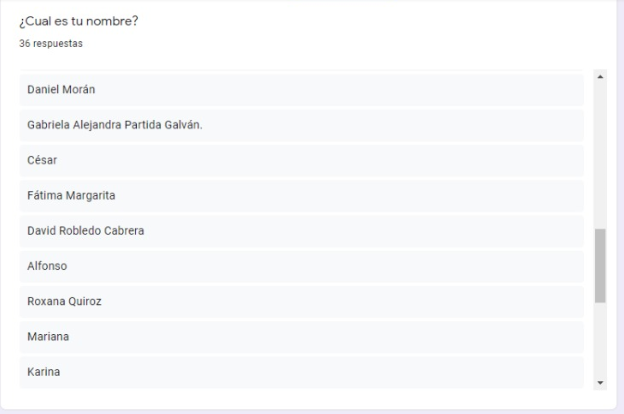 ¿Cual es tu nombre?
36 respuestas
Daniel Morán
Gabriela Alejandra Partida Galván.
César
Fátima Margarita
David Robledo Cabrera
Alfonso
Roxana Quiroz
Mariana
Karina